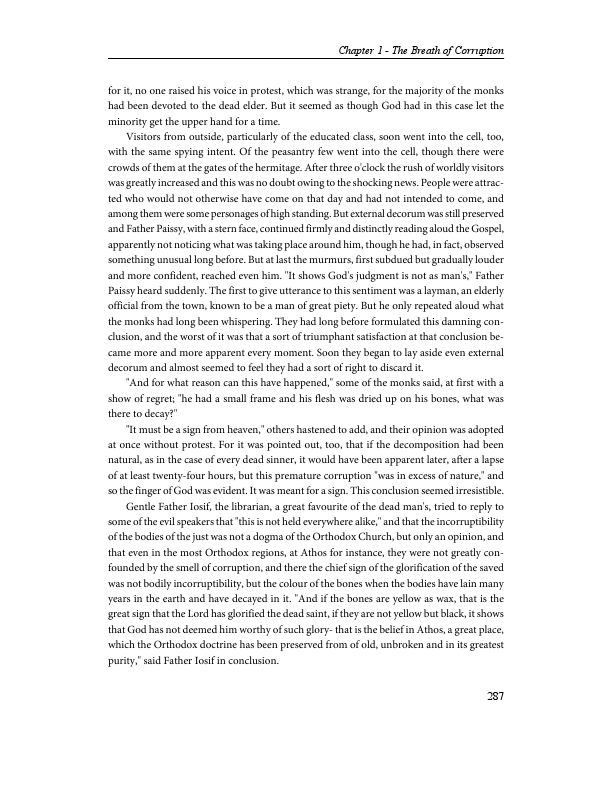 Chapter 1 - The Breath of Corruption
for it, no one raised his voice in protest, which was strange, for the majority of the monks
had been devoted to the dead elder. But it seemed as though God had in this case let the
minority get the upper hand for a time.
Visitors from outside, particularly of the educated class, soon went into the cell, too,
with the same spying intent. Of the peasantry few went into the cell, though there were
crowds of them at the gates of the hermitage. After three o'clock the rush of worldly visitors
was greatly increased and this was no doubt owing to the shocking news. People were attrac-
ted who would not otherwise have come on that day and had not intended to come, and
among them were some personages of high standing. But external decorum was still preserved
and Father Paissy, with a stern face, continued firmly and distinctly reading aloud the Gospel,
apparently not noticing what was taking place around him, though he had, in fact, observed
something unusual long before. But at last the murmurs, first subdued but gradually louder
and more confident, reached even him. "It shows God's judgment is not as man's," Father
Paissy heard suddenly. The first to give utterance to this sentiment was a layman, an elderly
official from the town, known to be a man of great piety. But he only repeated aloud what
the monks had long been whispering. They had long before formulated this damning con-
clusion, and the worst of it was that a sort of triumphant satisfaction at that conclusion be-
came more and more apparent every moment. Soon they began to lay aside even external
decorum and almost seemed to feel they had a sort of right to discard it.
"And for what reason can this have happened," some of the monks said, at first with a
show of regret; "he had a small frame and his flesh was dried up on his bones, what was
there to decay?"
"It must be a sign from heaven," others hastened to add, and their opinion was adopted
at once without protest. For it was pointed out, too, that if the decomposition had been
natural, as in the case of every dead sinner, it would have been apparent later, after a lapse
of at least twenty-four hours, but this premature corruption "was in excess of nature," and
so the finger of God was evident. It was meant for a sign. This conclusion seemed irresistible.
Gentle Father Iosif, the librarian, a great favourite of the dead man's, tried to reply to
some of the evil speakers that "this is not held everywhere alike," and that the incorruptibility
of the bodies of the just was not a dogma of the Orthodox Church, but only an opinion, and
that even in the most Orthodox regions, at Athos for instance, they were not greatly con-
founded by the smell of corruption, and there the chief sign of the glorification of the saved
was not bodily incorruptibility, but the colour of the bones when the bodies have lain many
years in the earth and have decayed in it. "And if the bones are yellow as wax, that is the
great sign that the Lord has glorified the dead saint, if they are not yellow but black, it shows
that God has not deemed him worthy of such glory- that is the belief in Athos, a great place,
which the Orthodox doctrine has been preserved from of old, unbroken and in its greatest
purity," said Father Iosif in conclusion.
287